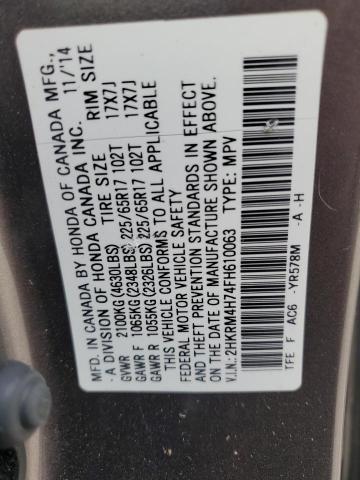 MFD. IN CANADA BY HONDA OF CANADA MFG.,
- A DIVISION OF HONDA CANADA INC. 11/'14
TIRE SIZE RIM SIZE
GVWR 2100KG (4630LBS)
GAWR F 1065KG (2348LBS) 225/65R17 102T 17X7J
GAWR R 1055KG (2326LBS) 225/65R17 102T 17X7J
THIS VEHICLE CONFORMS TO ALL APPLICABLE
FEDERAL MOTOR VEHICLE SAFETY
AND THEFT PREVENTION STANDARDS IN EFFECT
ON THE DATE OF MANUFACTURE SHOWN ABOVE.
V.I.N.: 2HKRM4H74FH610063 TYPE: MPV
TFE F AC6 -YR578M -A -H